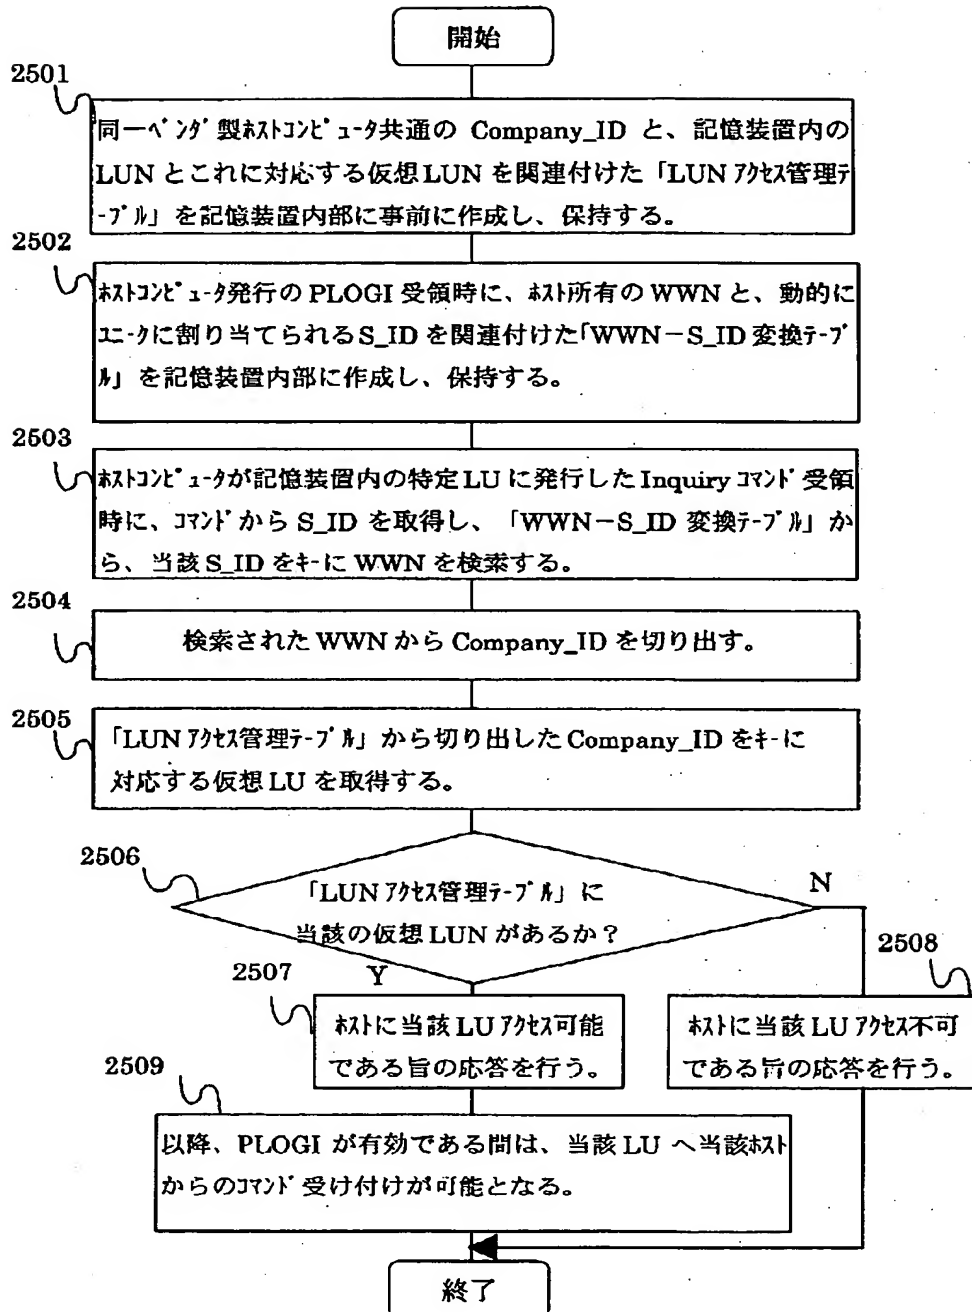 開始
2501
同一ベンダ製ホストコンピュータ共通の Company_ID と、記憶装置内の
LUN とこれに対応する仮想 LUN を関連付けた「LUN アクセス管理テ
ーブル」を記憶装置内部に事前に作成し、保持する。
2502
ホストコンピュータ発行の PLOGI 受領時に、ホスト所有の WWN と、動的に
ユニークに割り当てられる S_ID を関連付けた「WWN－S_ID 変換テーブ
ル」を記憶装置内部に作成し、保持する。
2503
ホストコンピュータが記憶装置内の特定 LU に発行した Inquiry コマンド受領
時に、コマンドから S_ID を取得し、「WWN－S_ID 変換テーブル」か
ら、当該 S_ID をキーに WWN を検索する。
2504
検索された WWN から Company_ID を切り出す。
2505
「LUN アクセス管理テーブル」から切り出した Company_ID をキーに
対応する仮想 LU を取得する。
2506
「LUN アクセス管理テーブル」に
当該の仮想 LUN があるか？
N
Y
2507
ホストに当該 LU アクセス可能
である旨の応答を行う。
2508
ホストに当該 LU アクセス不可
である旨の応答を行う。
2509
以降、PLOGI が有効である間は、当該 LU へ当該ホスト
からのコマンド受け付けが可能となる。
終了